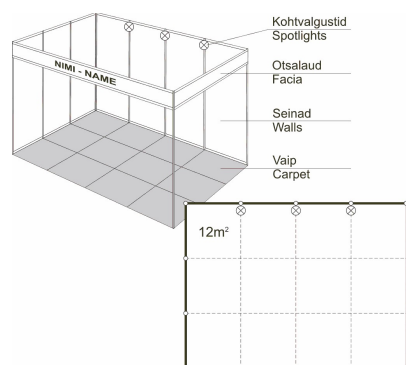 Kohtvalgustid
Spotlights
Otsalaud
Facia
NIMI - NAME
Seinad
Walls
Vaip
Carpet
12m²